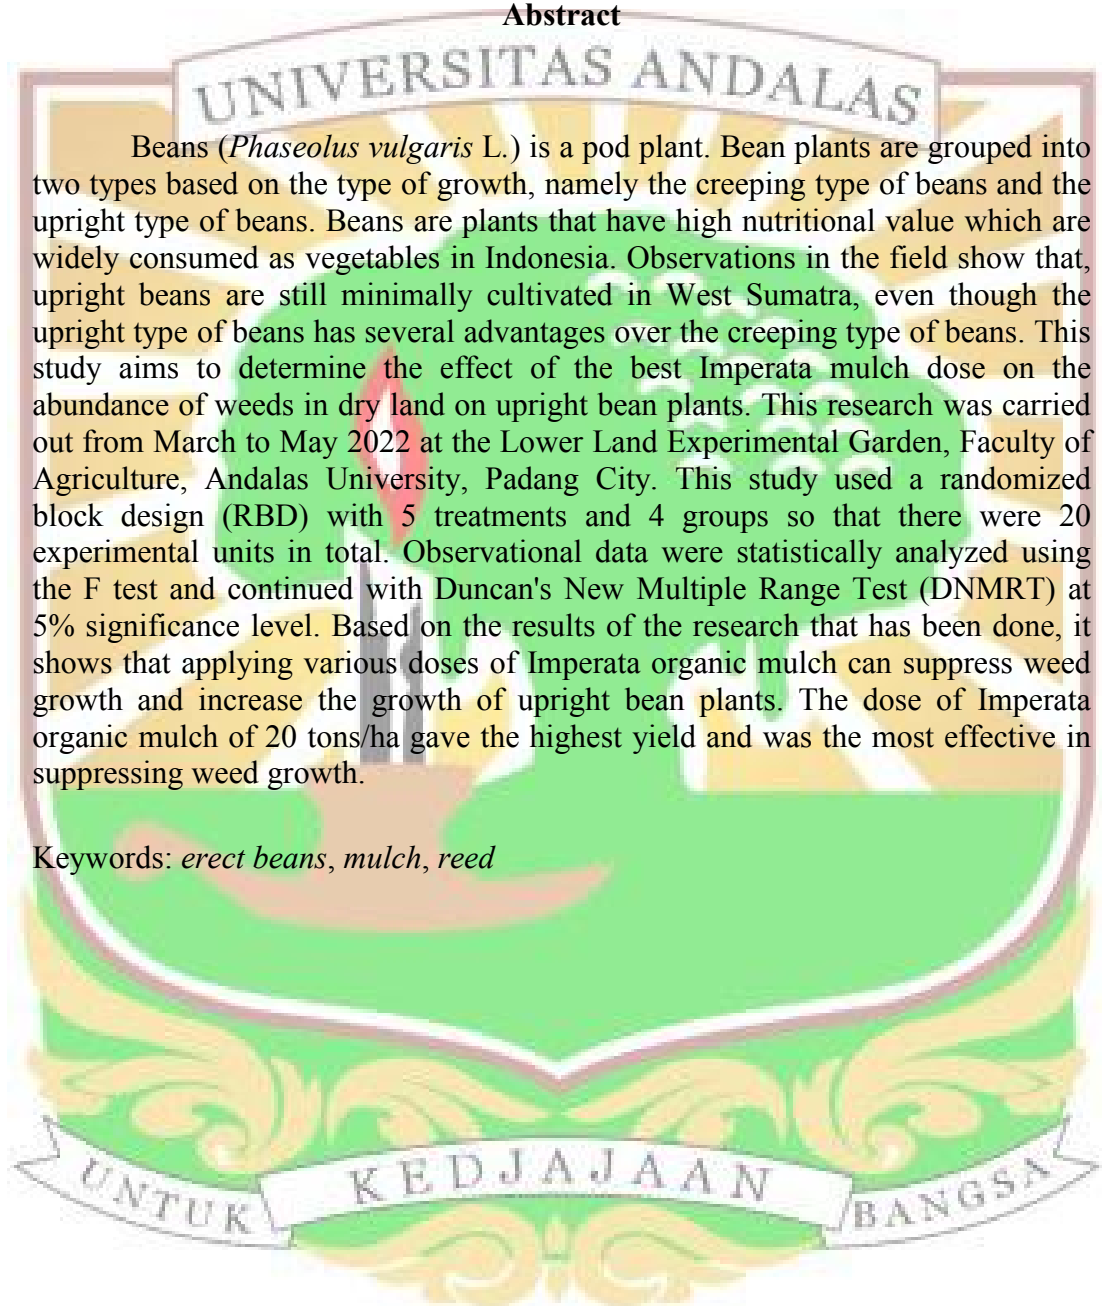 Abstract
UNIVERSITAS ANDALAS
Beans (Phaseolus vulgaris L.) is a pod plant. Bean plants are grouped into
two types based on the type of growth, namely the creeping type of beans and the
upright type of beans. Beans are plants that have high nutritional value which are
widely consumed as vegetables in Indonesia. Observations in the field show that,
upright beans are still minimally cultivated in West Sumatra, even though the
upright type of beans has several advantages over the creeping type of beans. This
study aims to determine the effect of the best Imperata mulch dose on the
abundance of weeds in dry land on upright bean plants. This research was carried
out from March to May 2022 at the Lower Land Experimental Garden, Faculty of
Agriculture, Andalas University, Padang City. This study used a randomized
block design (RBD) with 5 treatments and 4 groups so that there were 20
experimental units in total. Observational data were statistically analyzed using
the F test and continued with Duncan's New Multiple Range Test (DNMRT) at
5% significance level. Based on the results of the research that has been done, it
shows that applying various doses of Imperata organic mulch can suppress weed
growth and increase the growth of upright bean plants. The dose of Imperata
organic mulch of 20 tons/ha gave the highest yield and was the most effective in
suppressing weed growth.
Keywords: erect beans, mulch, reed
UNTUK KEDJAJAAN BANGSA